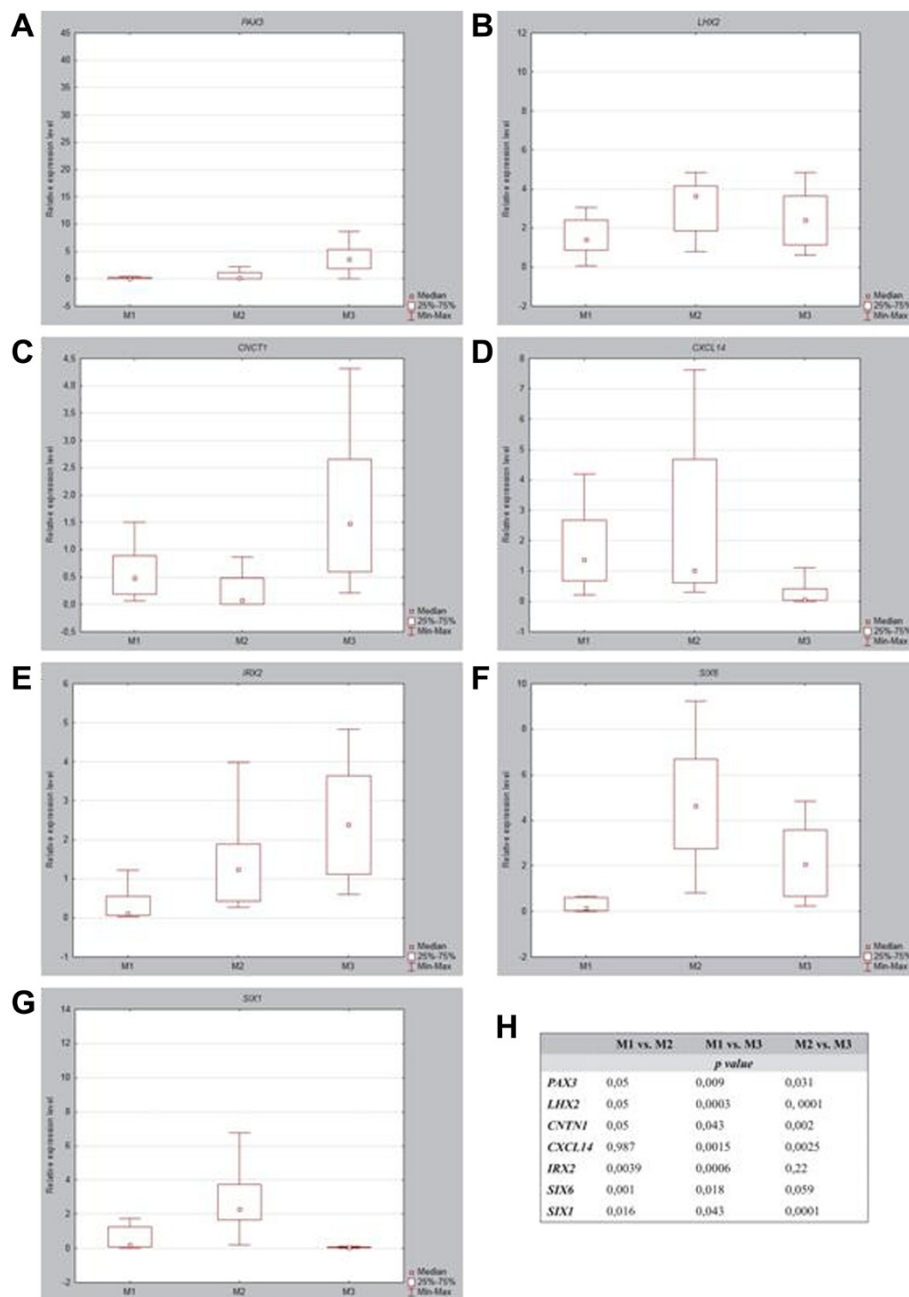 A
PAX3
Relative expression level
45
40
35
30
25
20
15
10
5
0
-5
M1 M2 M3
Median
25%-75%
Min-Max
B
LHX2
Relative expression level
12
10
8
6
4
2
0
-2
M1 M2 M3
Median
25%-75%
Min-Max
C
CNCT1
Relative expression level
4,5
4,0
3,5
3,0
2,5
2,0
1,5
1,0
0,5
0,0
-0,5
M1 M2 M3
Median
25%-75%
Min-Max
D
CXCL14
Relative expression level
8
7
6
5
4
3
2
1
0
-1
M1 M2 M3
Median
25%-75%
Min-Max
E
IRX2
Relative expression level
6
5
4
3
2
1
0
-1
M1 M2 M3
Median
25%-75%
Min-Max
F
SIX6
Relative expression level
10
8
6
4
2
0
-2
M1 M2 M3
Median
25%-75%
Min-Max
G
SIX1
Relative expression level
14
12
10
8
6
4
2
0
-2
M1 M2 M3
Median
25%-75%
Min-Max
H
M1 vs. M2 M1 vs. M3 M2 vs. M3
p value
PAX3 0,05 0,009 0,031
LHX2 0,05 0,0003 0, 0001
CNTN1 0,05 0,043 0,002
CXCL14 0,987 0,0015 0,0025
IRX2 0,0039 0,0006 0,22
SIX6 0,001 0,018 0,059
SIX1 0,016 0,043 0,0001